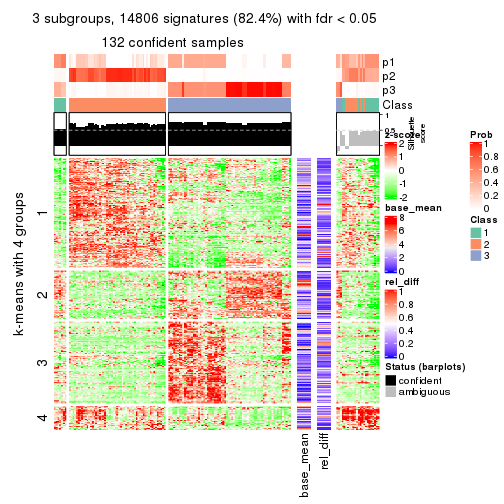 3 subgroups, 14806 signatures (82.4%) with fdr < 0.05
132 confident samples
p1
p2
p3
Class
1
0.5
Silhouette
score
z-score
2
1
0
-1
-2
base_mean
8
6
4
2
0
rel_diff
1
0.8
0.6
0.4
0.2
0
Status (barplots)
confident
ambiguous
Prob
1
0.8
0.6
0.4
0.2
0
Class
1
2
3
k-means with 4 groups
1
2
3
4
base_mean
rel_diff